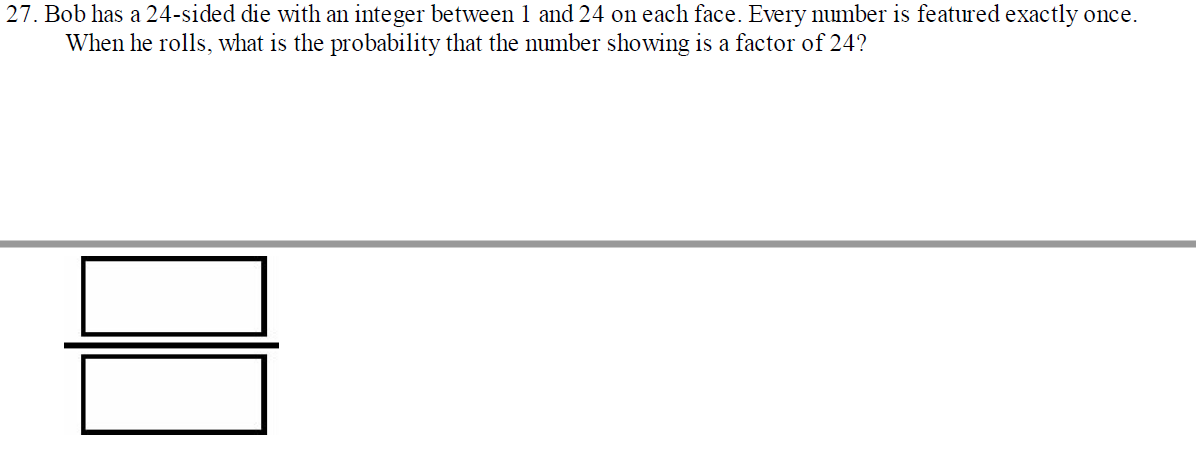 27. Bob has a 24-sided die with an integer between 1 and 24 on each face. Every number is featured exactly once.
When he rolls, what is the probability that the number showing is a factor of 24?